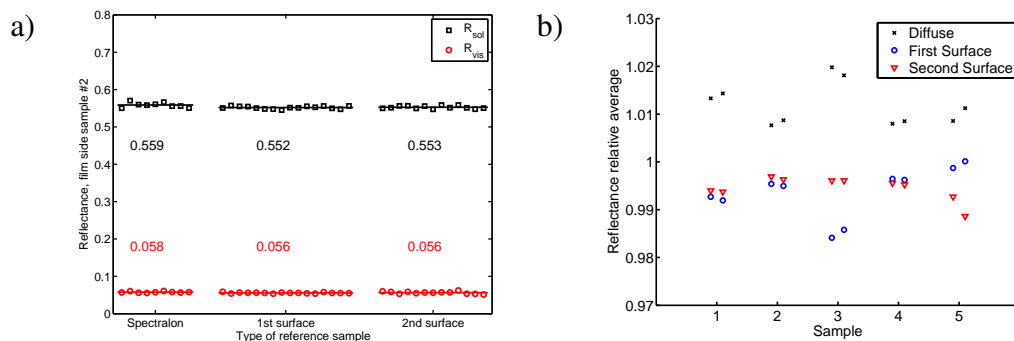 a)
Reflectance, film side sample #2
0.8
0.7
0.6
0.5
0.4
0.3
0.2
0.1
0
R_sol
R_vis
0.559
0.552
0.553
0.058
0.056
0.056
Spectralon
1st surface
2nd surface
Type of reference sample
b)
Reflectance relative average
1.03
1.02
1.01
1
0.99
0.98
0.97
Diffuse
First Surface
Second Surface
1
2
3
4
5
Sample